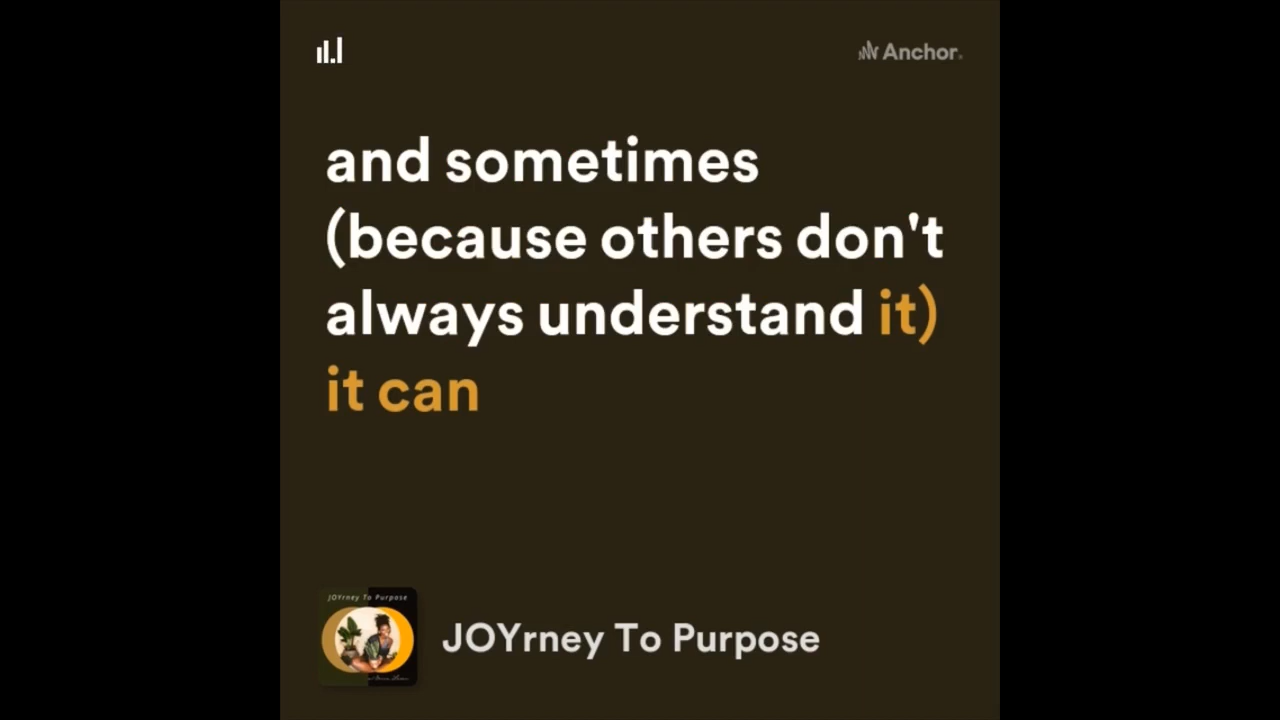 Anchor
and sometimes
(because others don't
always understand it)
it can
JOYrney To Purpose
JOYrney To Purpose